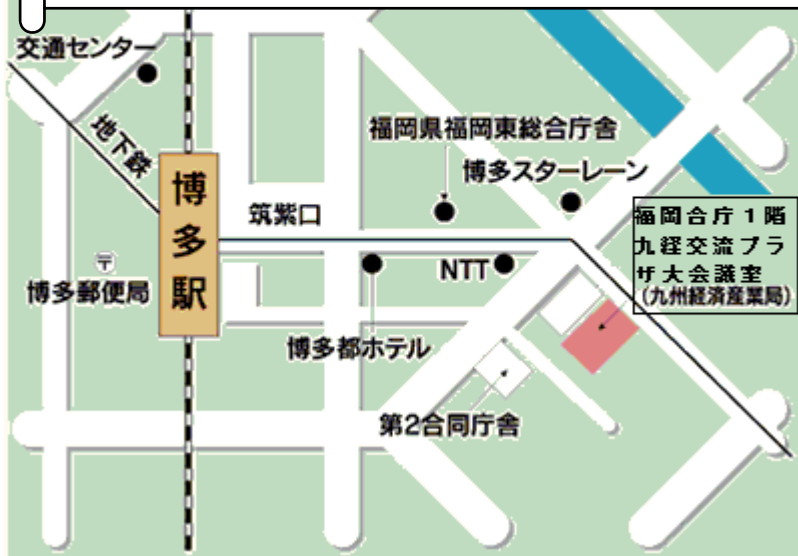 交通センター
地下鉄
福岡県福岡東総合庁舎
博多スターレーン
博多駅
筑紫口
福岡合庁1階
九経交流プラ
ザ大会議室
(九州経済産業局)
〒
博多郵便局
NTT
博多都ホテル
第2合同庁舎